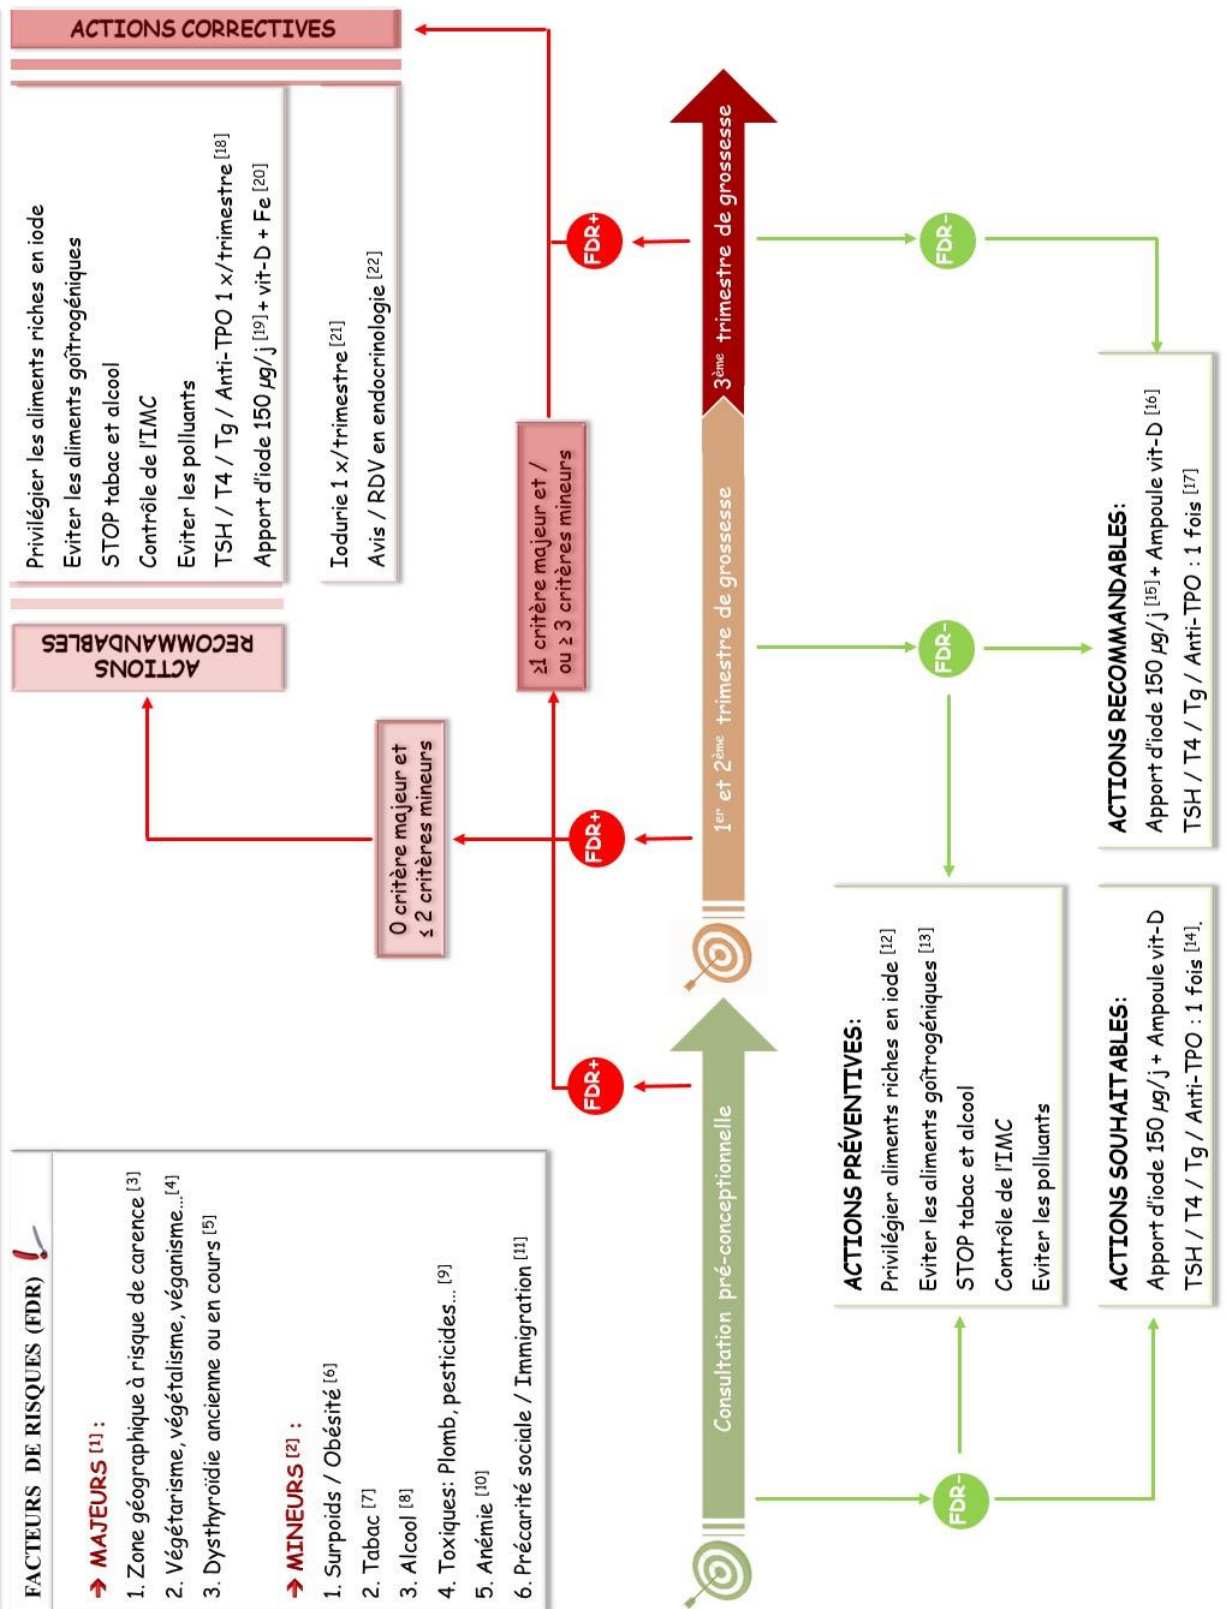 FACTEURS DE RISQUES (FDR)
→ MAJEURS [1] :
1. Zone géographique à risque de carence [3]
2. Végétarisme, végétalisme, véganisme...[4]
3. Dysthyroïdie ancienne ou en cours [5]
→ MINEURS [2] :
1. Surpoids / Obésité [6]
2. Tabac [7]
3. Alcool [8]
4. Toxiques: Plomb, pesticides... [9]
5. Anémie [10]
6. Précarité sociale / Immigration [11]
ACTIONS
RECOMMANDABLES
Privilégier les aliments riches en iode
Eviter les aliments goîtrogéniques
STOP tabac et alcool
Contrôle de l'IMC
Eviter les polluants
TSH / T4 / Tg / Anti-TPO 1 x/trimestre [18]
Apport d'iode 150 µg/j [19] + vit-D + Fe [20]
Iodurie 1 x/trimestre [21]
Avis / RDV en endocrinologie [22]
ACTIONS CORRECTIVES
0 critère majeur et
≤ 2 critères mineurs
≥1 critère majeur et /
ou ≥ 3 critères mineurs
FDR+
FDR+
FDR+
Consultation pré-conceptionnelle
1er et 2ème trimestre de grossesse
3ème trimestre de grossesse
FDR-
FDR-
FDR-
ACTIONS PRÉVENTIVES:
Privilégier aliments riches en iode [12]
Eviter les aliments goîtrogéniques [13]
STOP tabac et alcool
Contrôle de l'IMC
Eviter les polluants
ACTIONS SOUHAITABLES:
Apport d'iode 150 µg/j + Ampoule vit-D
TSH / T4 / Tg / Anti-TPO : 1 fois [14].
ACTIONS RECOMMANDABLES:
Apport d'iode 150 µg/j [15] + Ampoule vit-D [16]
TSH / T4 / Tg / Anti-TPO : 1 fois [17]